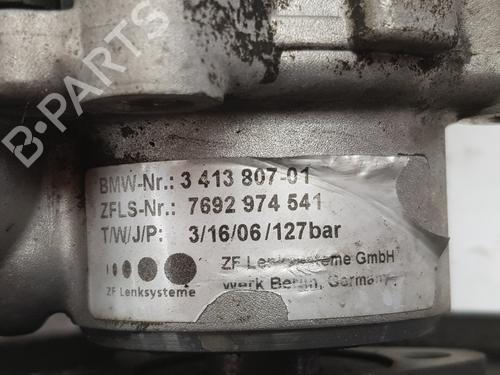 B-PARTS
BMW-Nr.: 3 413 807-01
ZFLS-Nr.: 7692 974 541
T/W/J/P: 3/16/06/127bar
ZF Lenksysteme
ZF Lenksysteme GmbH
Werk Berlin, Germany